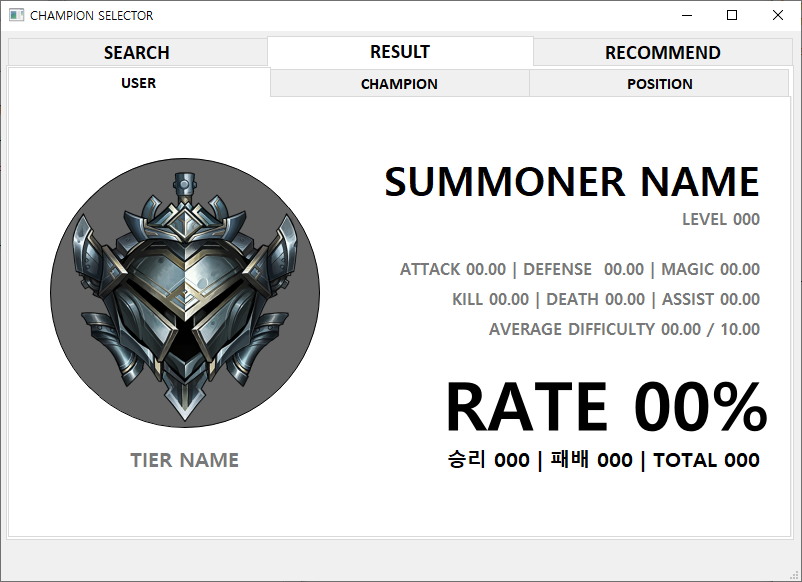 CHAMPION SELECTOR
SEARCH RESULT RECOMMEND
USER CHAMPION POSITION
SUMMONER NAME
LEVEL 000
ATTACK 00.00 | DEFENSE  00.00 | MAGIC 00.00
KILL 00.00 | DEATH 00.00 | ASSIST 00.00
AVERAGE DIFFICULTY 00.00 / 10.00
RATE 00%
승리 000 | 패배 000 | TOTAL 000
TIER NAME